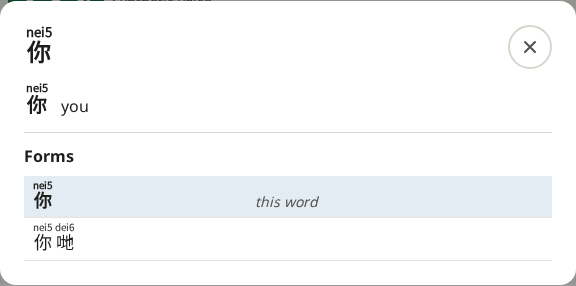 nei5
你
nei5
你 you
Forms
nei5
你 this word
nei5 dei6
你 哋